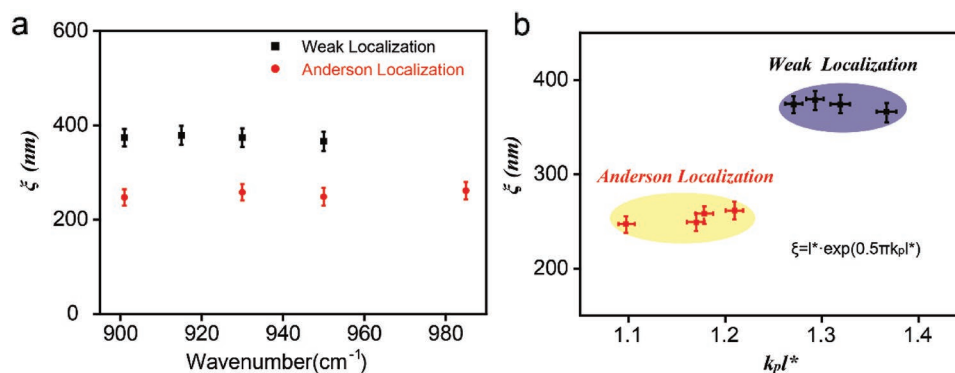 a
600
400
200
0
ξ (nm)
Weak Localization
Anderson Localization
900 920 940 960 980
Wavenumber(cm⁻¹)
b
400
300
200
ξ (nm)
Weak Localization
Anderson Localization
ξ=l*·exp(0.5πkₚl*)
1.1 1.2 1.3 1.4
kₚl*